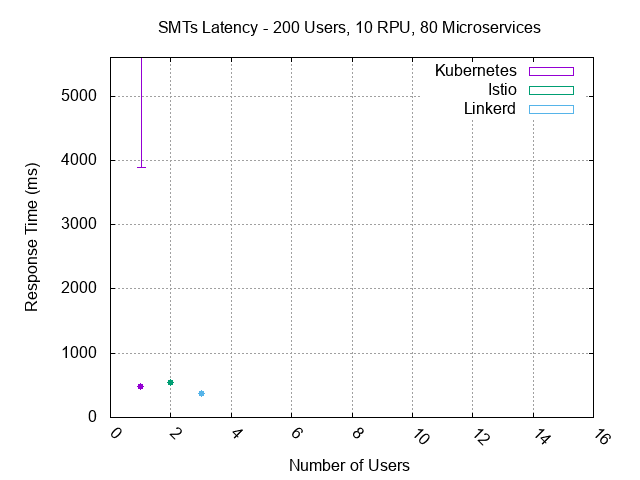 SMTs Latency - 200 Users, 10 RPU, 80 Microservices
Kubernetes
Istio
Linkerd
5000
4000
3000
2000
1000
0
Response Time (ms)
0 2 4 6 8 10 12 14 16
Number of Users